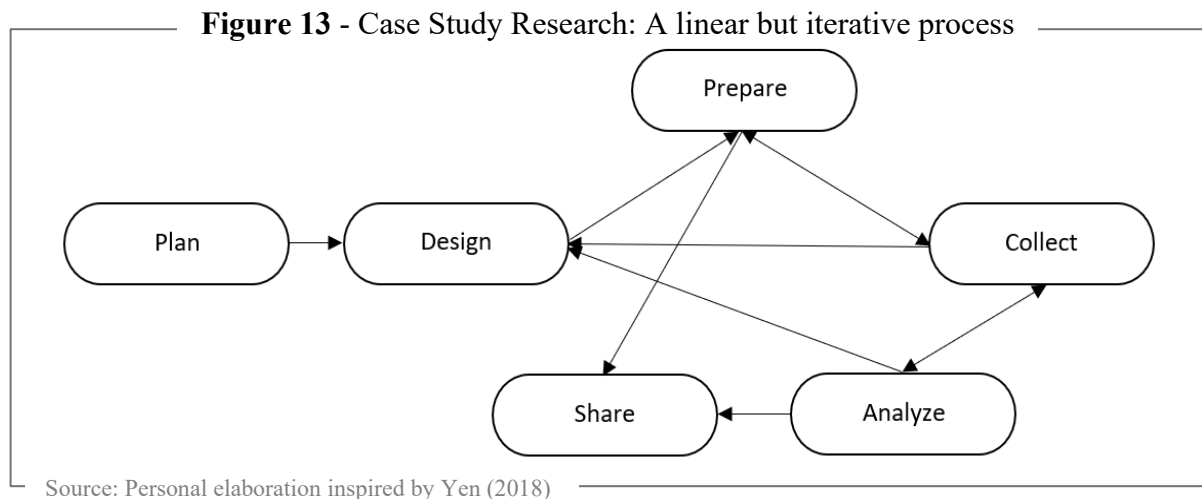 Figure 13 - Case Study Research: A linear but iterative process
Prepare
Plan
Design
Collect
Share
Analyze
Source: Personal elaboration inspired by Yen (2018)